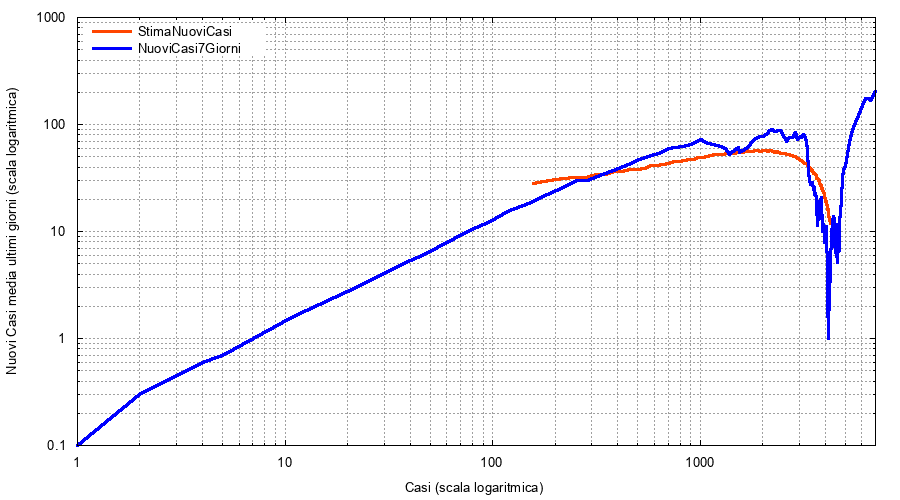 1000
StimaNuoviCasi
NuoviCasi7Giorni
100
10
1
0.1
Nuovi Casi media ultimi giorni (scala logaritmica)
1 10 100 1000
Casi (scala logaritmica)